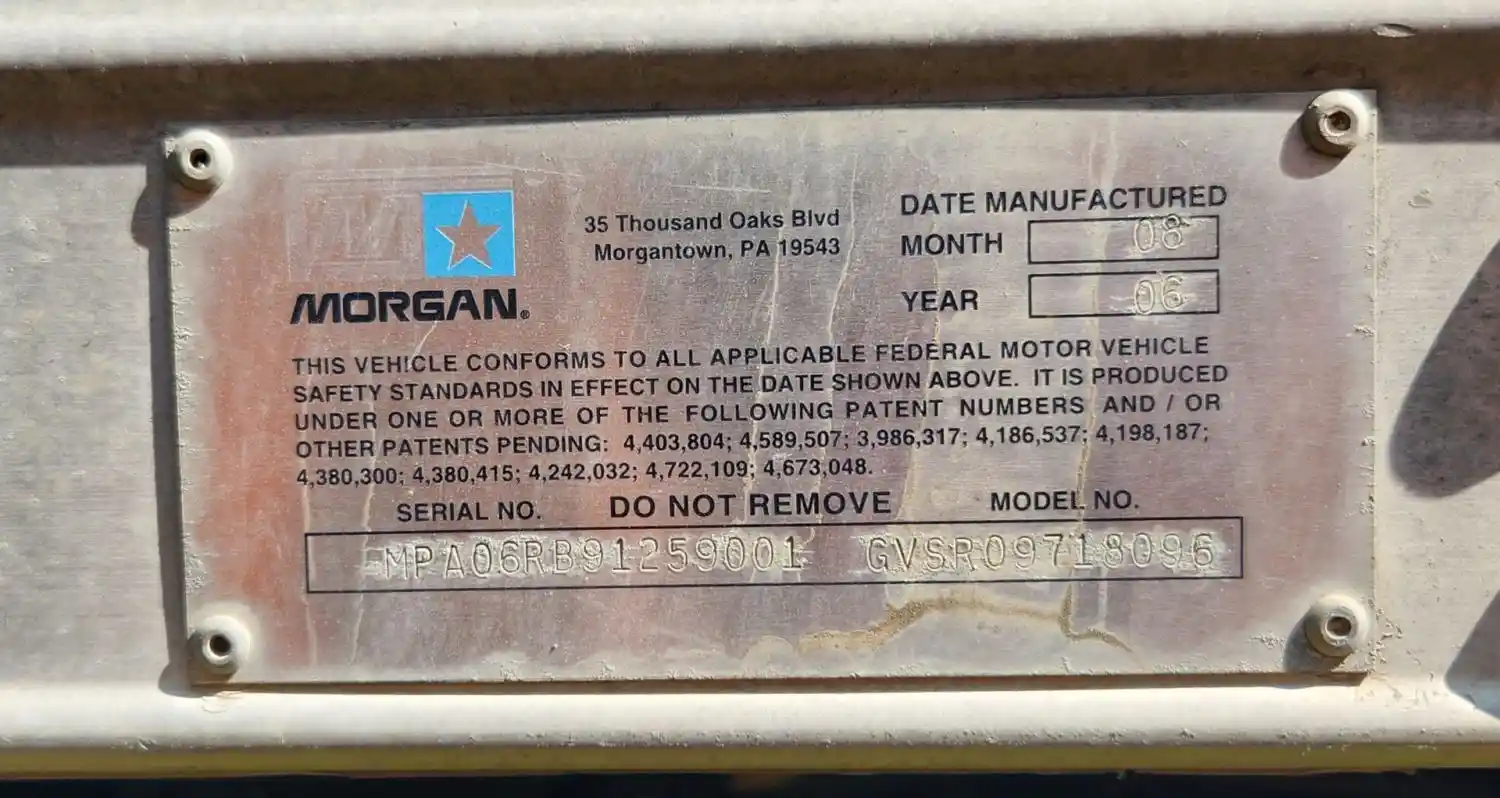 35 Thousand Oaks Blvd
Morgantown, PA 19543
DATE MANUFACTURED
MONTH 08
YEAR 06
MORGAN®
THIS VEHICLE CONFORMS TO ALL APPLICABLE FEDERAL MOTOR VEHICLE
SAFETY STANDARDS IN EFFECT ON THE DATE SHOWN ABOVE. IT IS PRODUCED
UNDER ONE OR MORE OF THE FOLLOWING PATENT NUMBERS AND / OR
OTHER PATENTS PENDING: 4,403,804; 4,589,507; 3,986,317; 4,186,537; 4,198,187;
4,380,300; 4,380,415; 4,242,032; 4,722,109; 4,673,048.
SERIAL NO. DO NOT REMOVE MODEL NO.
MPA06RB91259001 GVSR09718096